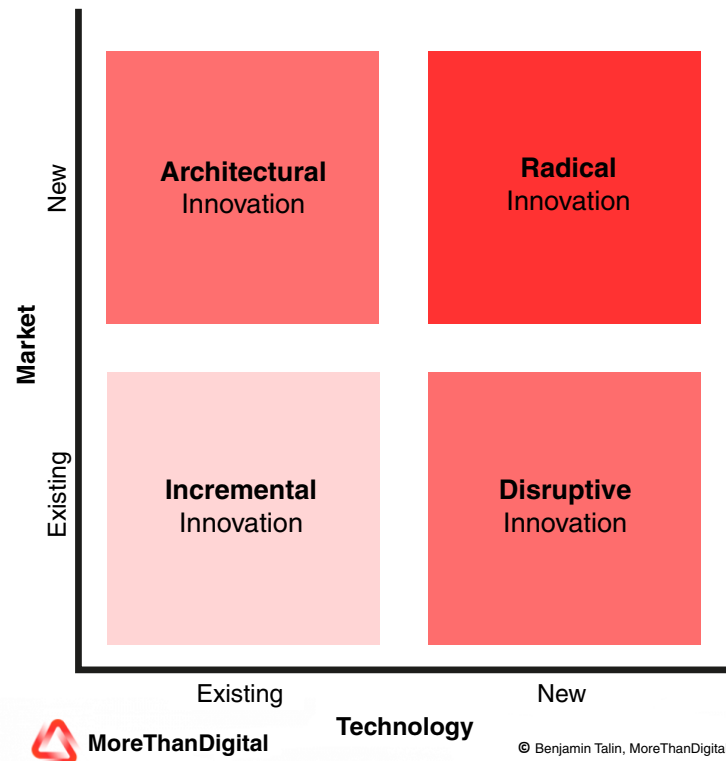 New
Architectural
Innovation
Radical
Innovation
Market
Existing
Incremental
Innovation
Disruptive
Innovation
Existing
New
Technology
MoreThanDigital
© Benjamin Talin, MoreThanDigita